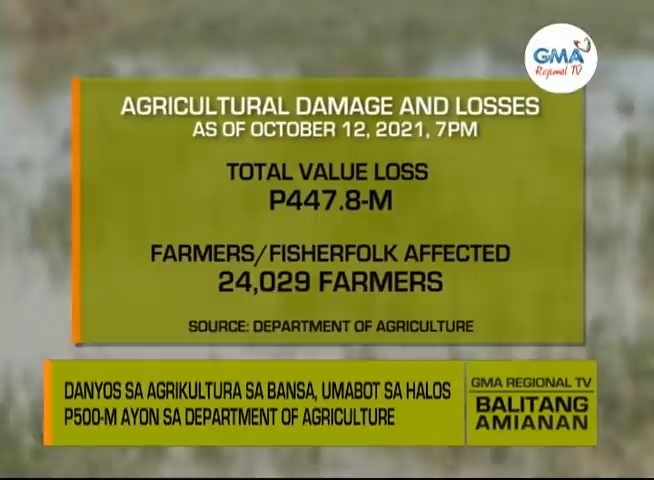 GMA
Regional TV
AGRICULTURAL DAMAGE AND LOSSES
AS OF OCTOBER 12, 2021, 7PM
TOTAL VALUE LOSS
P447.8-M
FARMERS/FISHERFOLK AFFECTED
24,029 FARMERS
SOURCE: DEPARTMENT OF AGRICULTURE
DANYOS SA AGRIKULTURA SA BANSA, UMABOT SA HALOS
P500-M AYON SA DEPARTMENT OF AGRICULTURE
GMA REGIONAL TV
BALITANG
AMIANAN